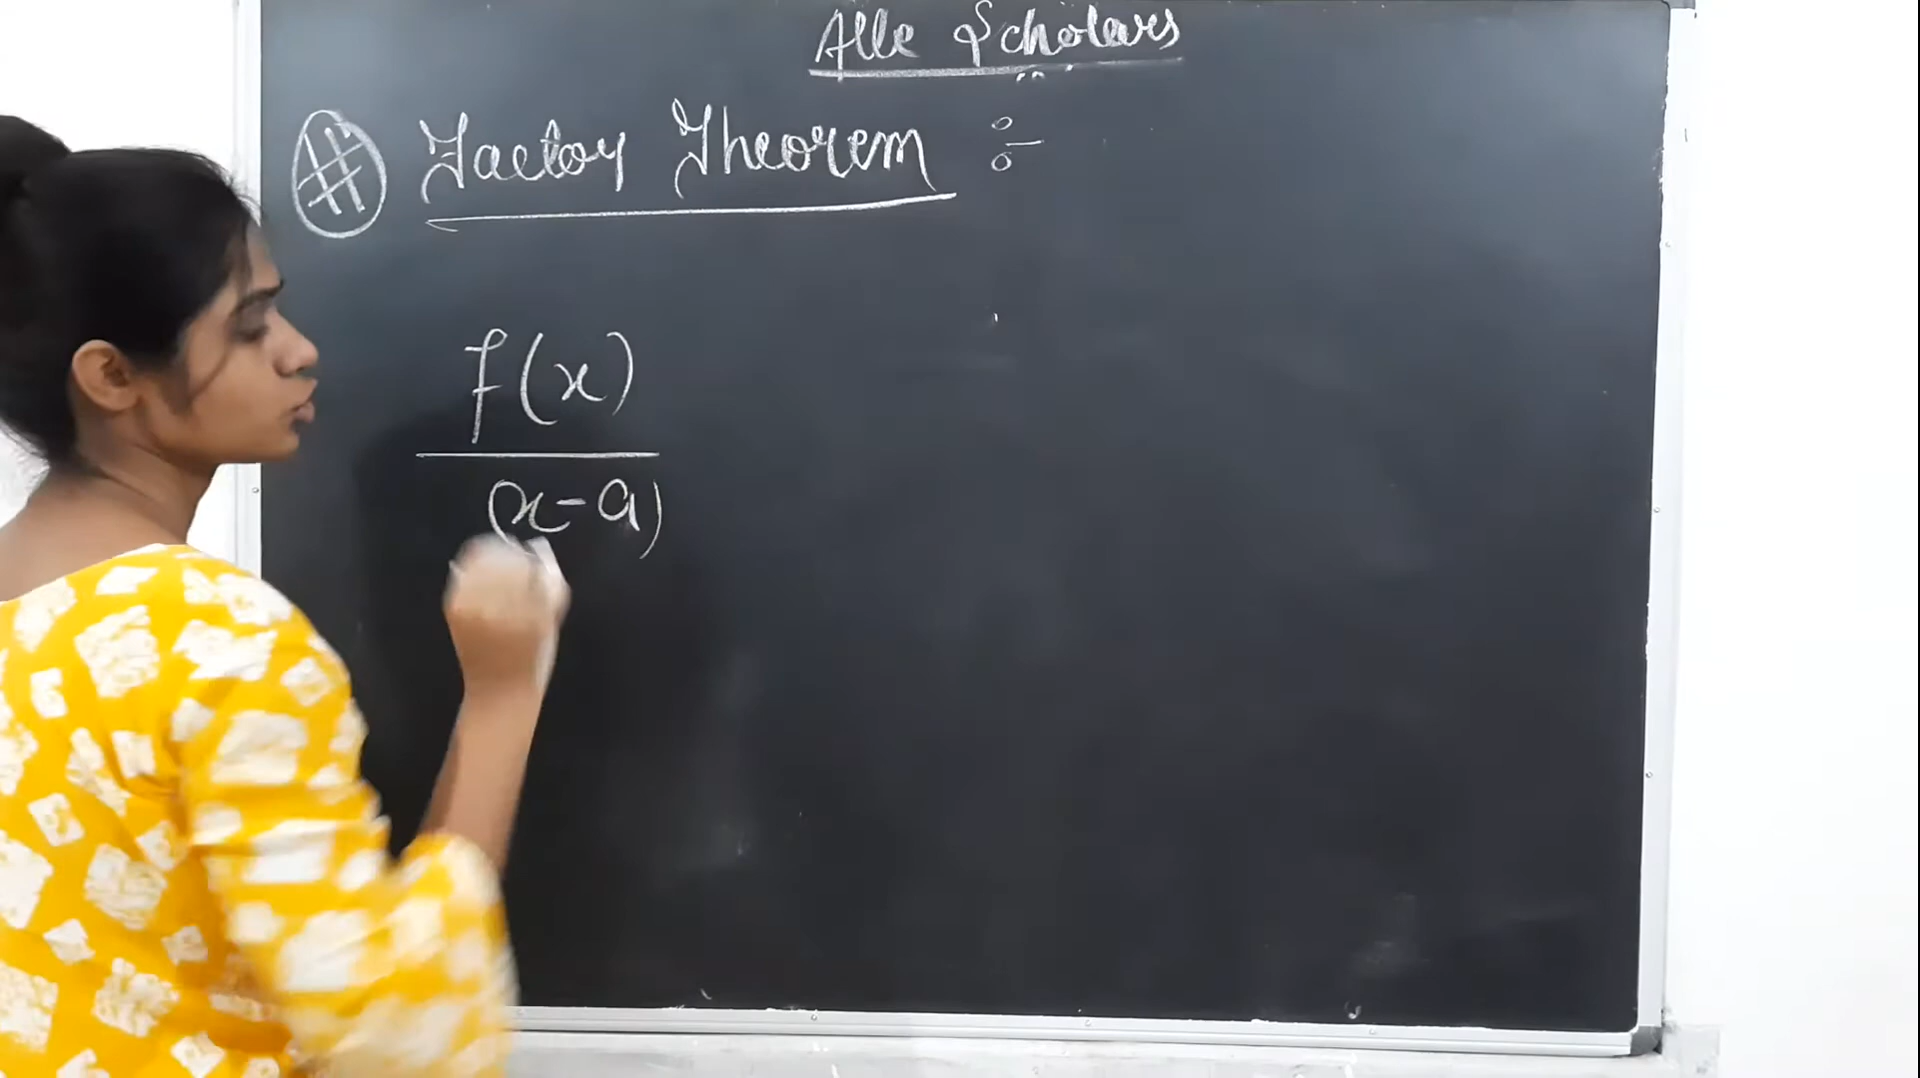 Alle Scholars
# Factor Theorem ÷
f(x)
(x-a)